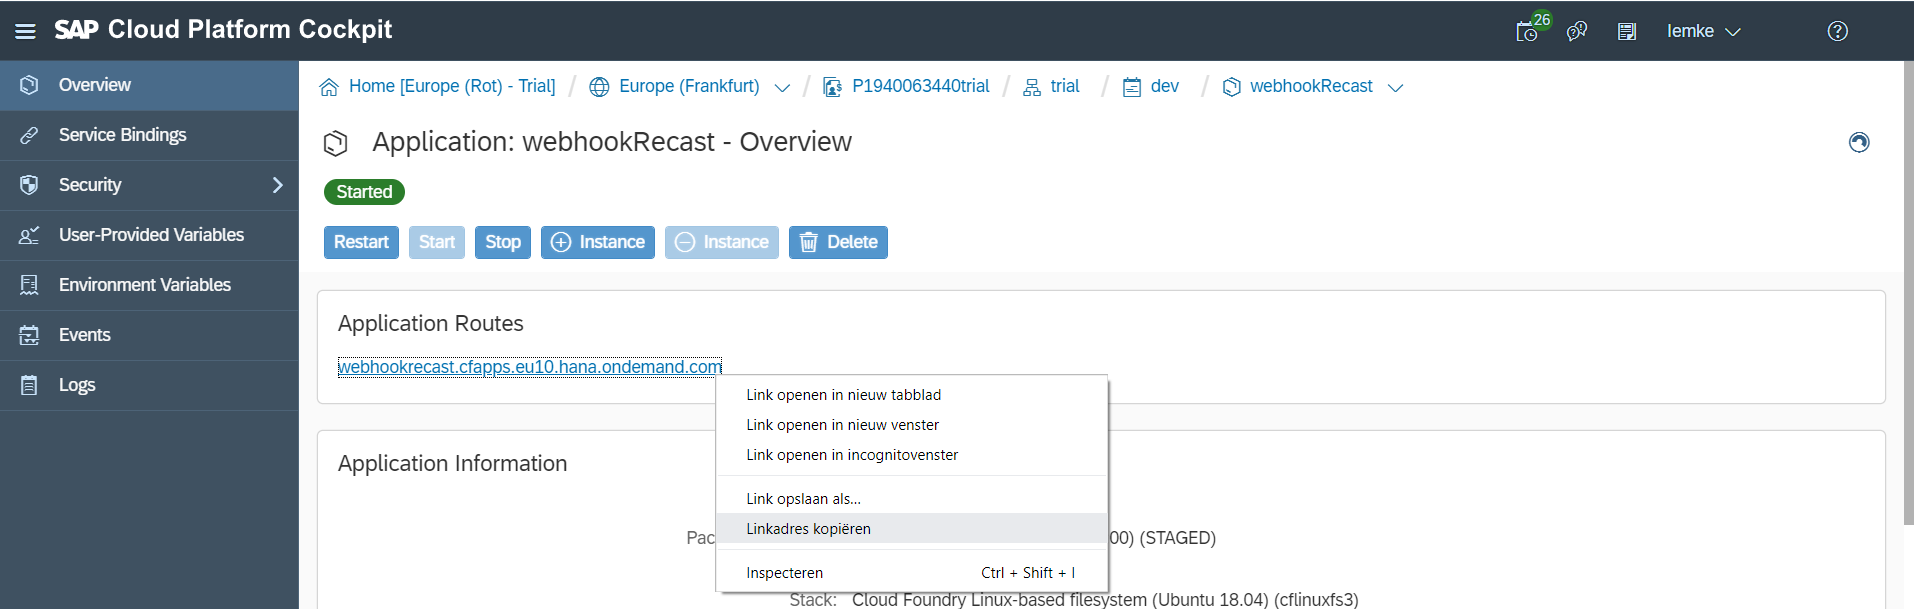 SAP Cloud Platform Cockpit
26
Iemke
Overview
Service Bindings
Security
User-Provided Variables
Environment Variables
Events
Logs
Home [Europe (Rot) - Trial] / Europe (Frankfurt) / P1940063440trial / trial / dev / webhookRecast
Application: webhookRecast - Overview
Started
Restart Start Stop Instance Instance Delete
Application Routes
webhookrecast.cfapps.eu10.hana.ondemand.com
Link openen in nieuw tabblad
Link openen in nieuw venster
Link openen in incognitovenster
Link opslaan als...
Linkadres kopiëren
Inspecteren Ctrl + Shift + I
Application Information
Pac 00) (STAGED)
Stack: Cloud Foundry Linux-based filesystem (Ubuntu 18.04) (cflinuxfs3)